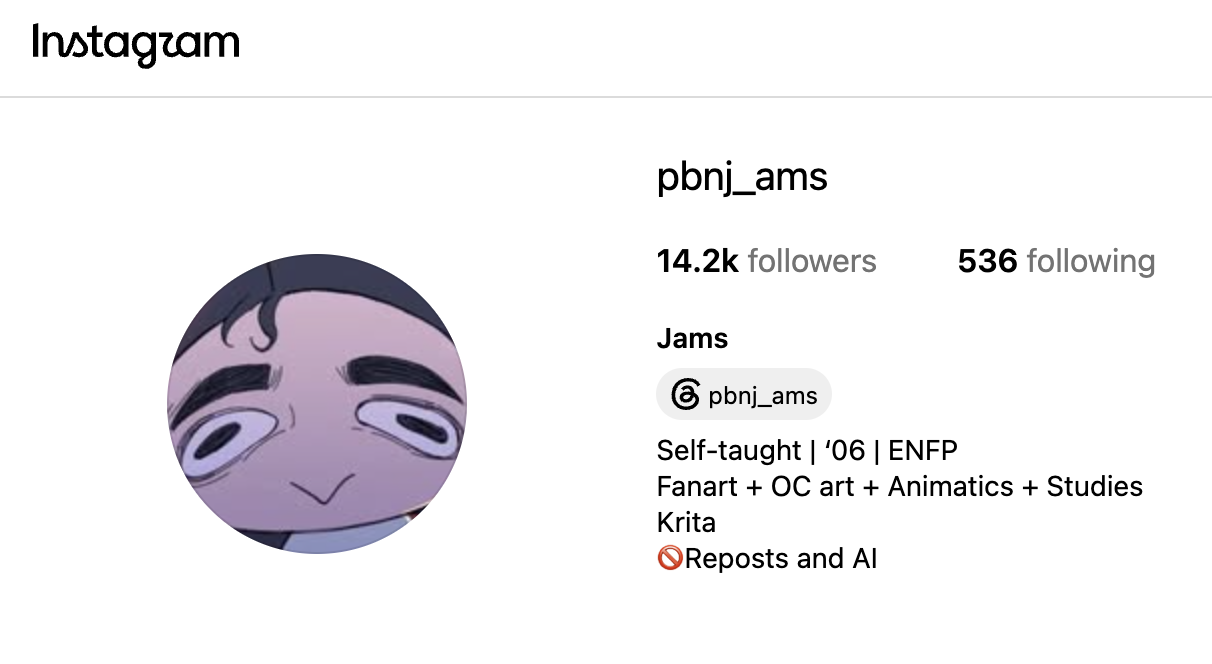 Instagram
pbnj_ams
14.2k followers 536 following
Jams
pbnj_ams
Self-taught | ‘06 | ENFP
Fanart + OC art + Animatics + Studies
Krita
🚫Reposts and AI